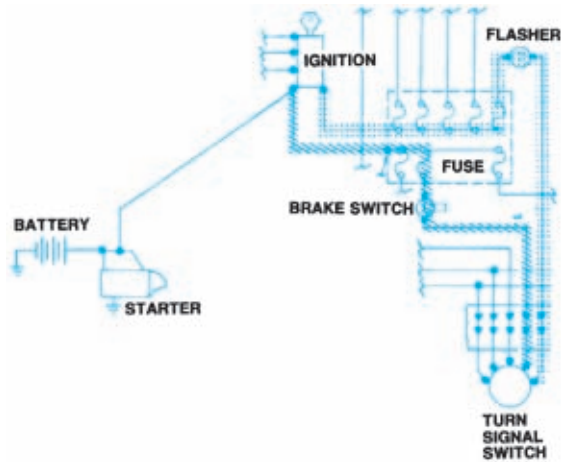 FLASHER
IGNITION
FUSE
BRAKE SWITCH
BATTERY
STARTER
TURN
SIGNAL
SWITCH